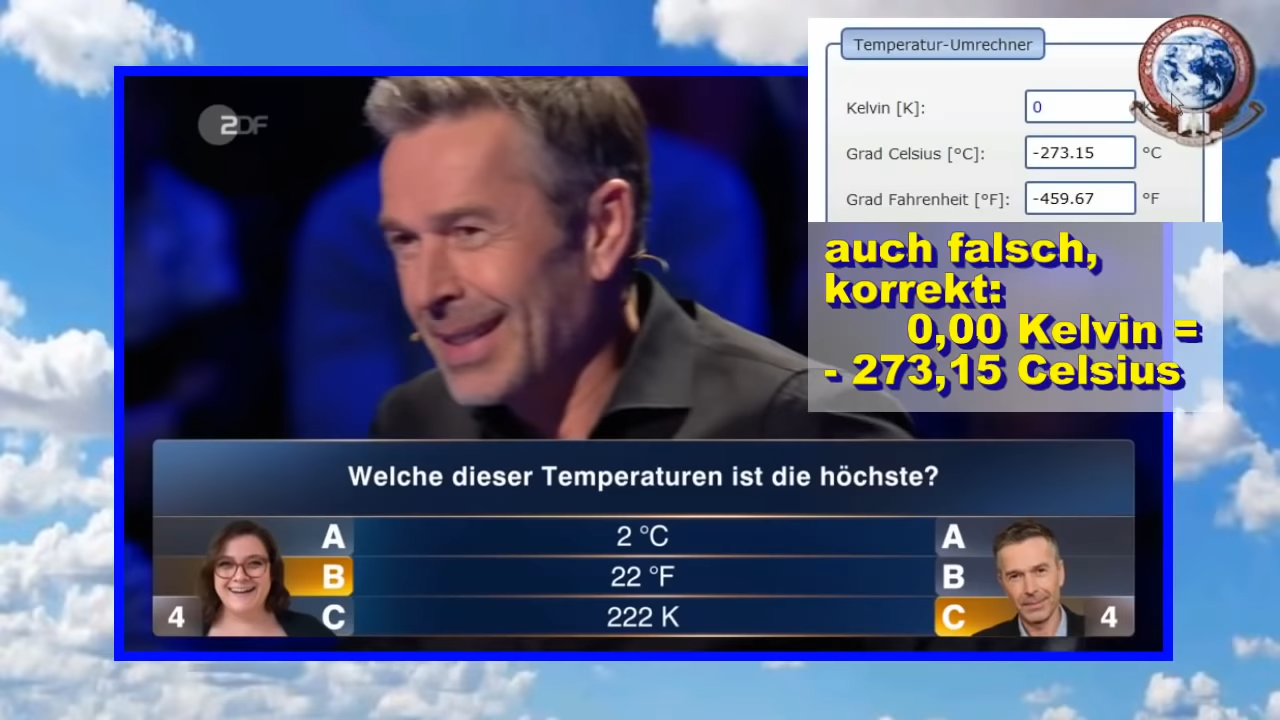 2DF
Temperatur-Umrechner
Kelvin [K]:
0
Grad Celsius [°C]:
-273.15
°C
Grad Fahrenheit [°F]:
-459.67
°F
auch falsch,
korrekt:
0,00 Kelvin =
- 273,15 Celsius
Welche dieser Temperaturen ist die höchste?
A
2 °C
A
B
22 °F
B
4
C
222 K
C
4